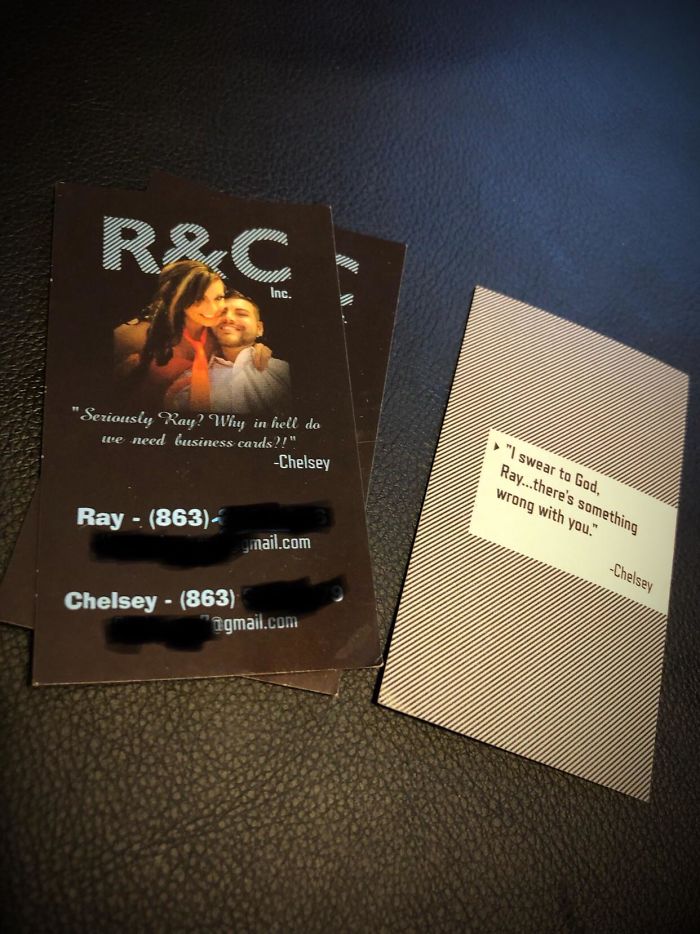 R&C
Inc.
"Seriously Ray? Why in hell do
we need business cards?!"
-Chelsey
Ray - (863)-
gmail.com
Chelsey - (863)
@gmail.com
C
"I swear to God,
Ray...there's something
wrong with you."
-Chelsey